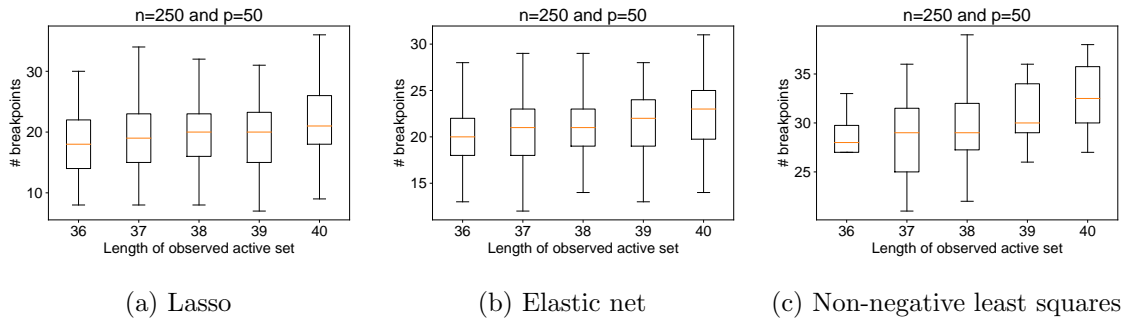 n=250 and p=50
# breakpoints
30
20
10
36 37 38 39 40
Length of observed active set
(a) Lasso
n=250 and p=50
# breakpoints
30
25
20
15
36 37 38 39 40
Length of observed active set
(b) Elastic net
n=250 and p=50
# breakpoints
35
30
25
36 37 38 39 40
Length of observed active set
(c) Non-negative least squares